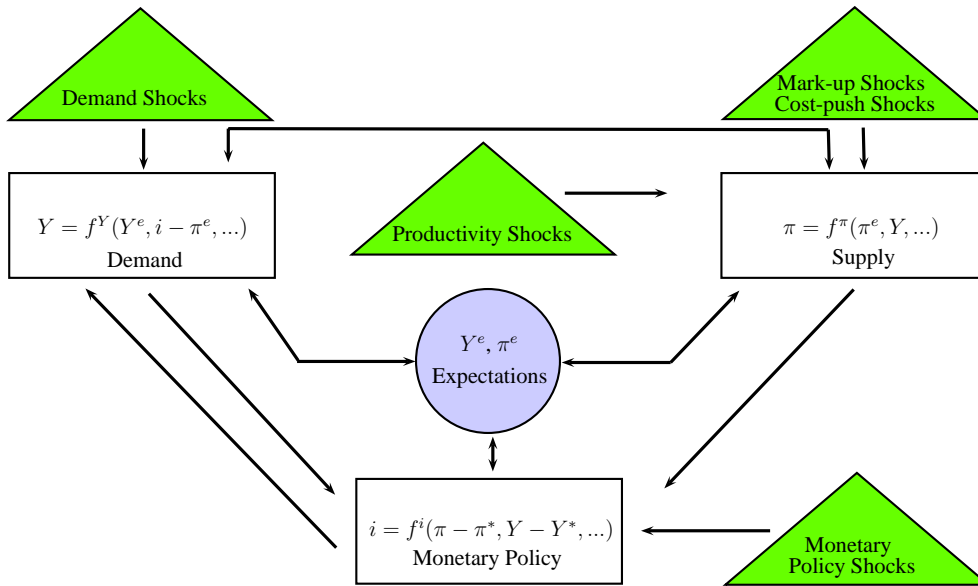 Demand Shocks
Mark-up Shocks
Cost-push Shocks
Y = f^Y(Y^e, i − π^e, ...)
Demand
Productivity Shocks
π = f^π(π^e, Y, ...)
Supply
Y^e, π^e
Expectations
i = f^i(π − π^*, Y − Y^*, ...)
Monetary Policy
Monetary
Policy Shocks